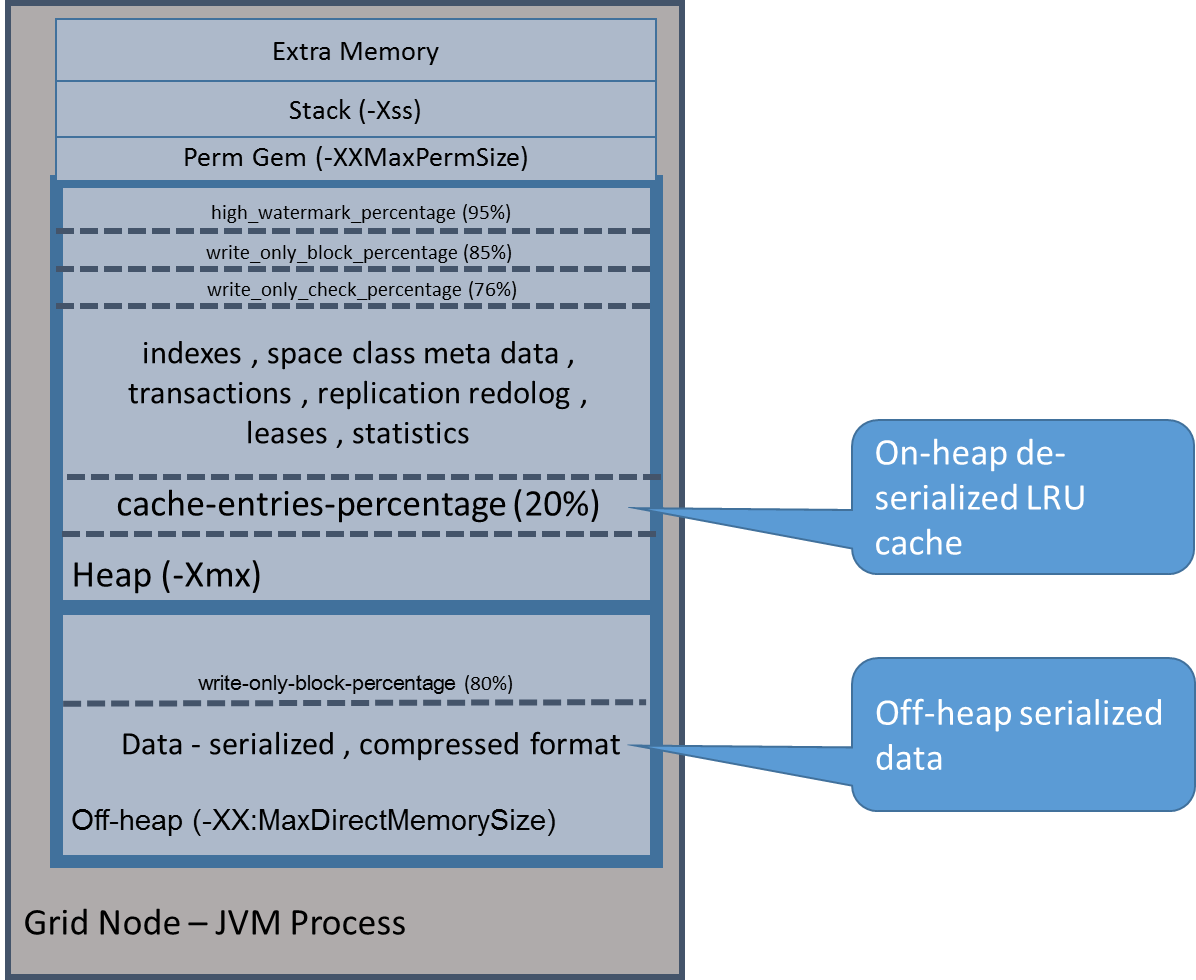 Extra Memory
Stack (-Xss)
Perm Gem (-XXMaxPermSize)
high_watermark_percentage (95%)
write_only_block_percentage (85%)
write_only_check_percentage (76%)
indexes , space class meta data ,
transactions , replication redolog ,
leases , statistics
cache-entries-percentage (20%)
Heap (-Xmx)
On-heap de-
serialized LRU
cache
write-only-block-percentage (80%)
Data - serialized , compressed format
Off-heap (-XX:MaxDirectMemorySize)
Off-heap serialized
data
Grid Node – JVM Process